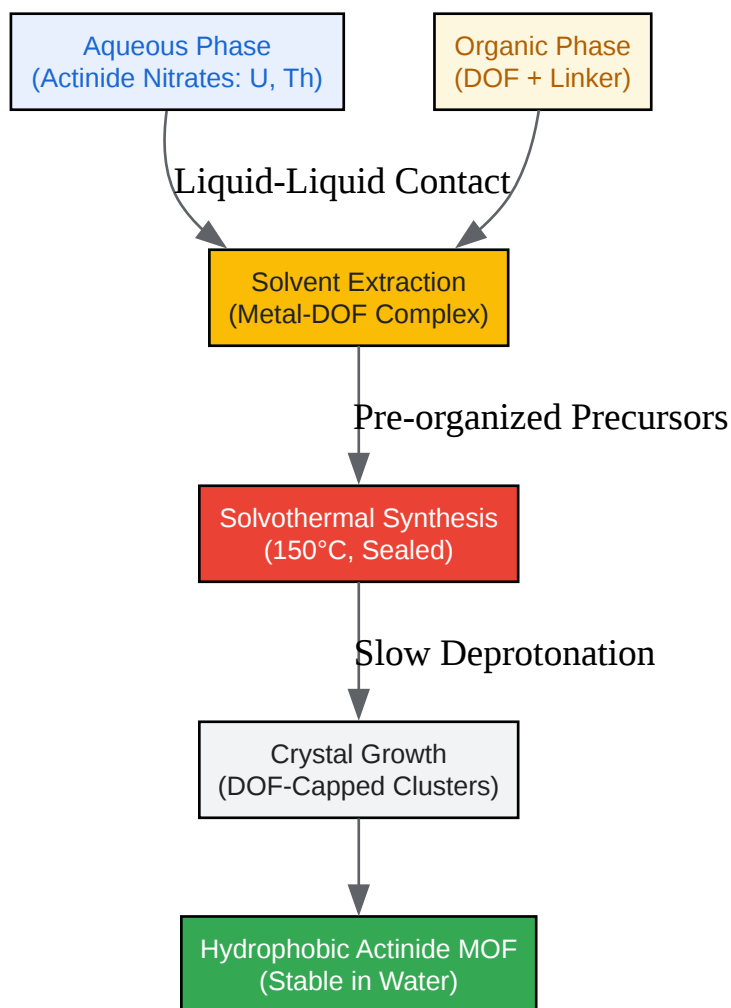 Aqueous Phase
(Actinide Nitrates: U, Th)
Organic Phase
(DOF + Linker)
Liquid-Liquid Contact
Solvent Extraction
(Metal-DOF Complex)
Pre-organized Precursors
Solvothermal Synthesis
(150°C, Sealed)
Slow Deprotonation
Crystal Growth
(DOF-Capped Clusters)
Hydrophobic Actinide MOF
(Stable in Water)